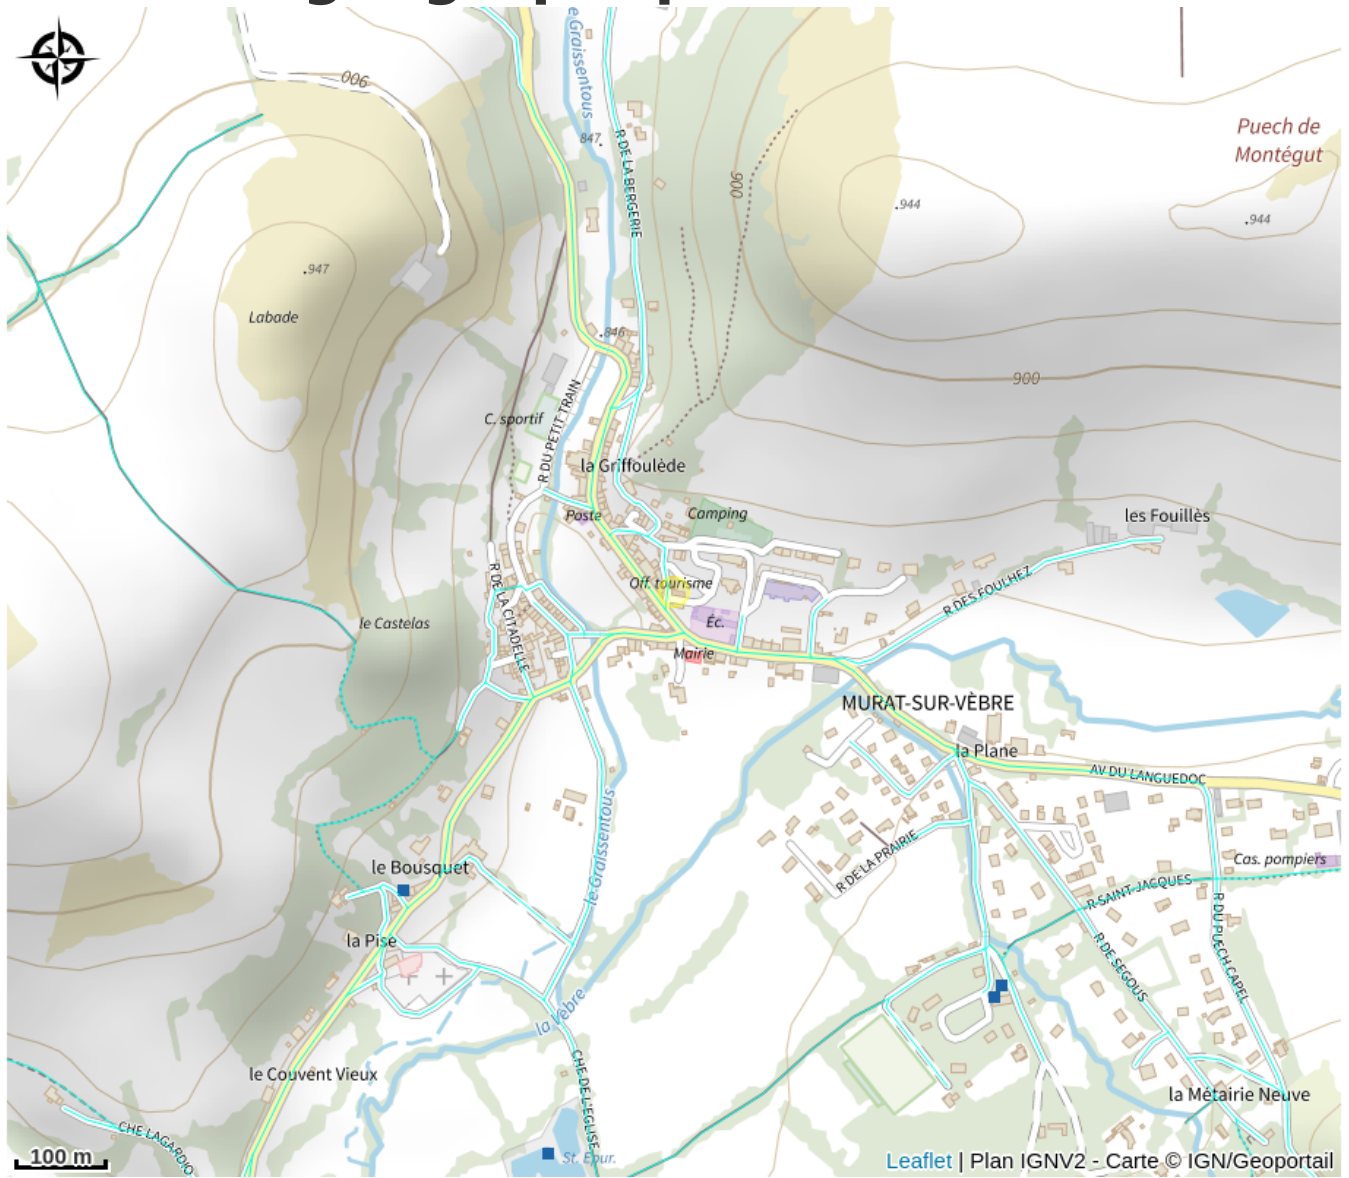 le Graissentous
900
847
R DE LA BERGERIE
Puech de
Montégut
900
944
944
947
Labade
846
900
C. sportif
R DU PETIT TRAIN
la Griffoulède
Poste
Camping
les Fouillès
Off. tourisme
R DES FOULHEZ
R DE LA CITADELLE
le Castelas
Éc.
Mairie
MURAT-SUR-VÈBRE
la Plane
AV DU LANGUEDOC
le Graissentous
R DE LA PRAIRIE
Cas. pompiers
le Bousquet
R SAINT-JACQUES
R DU PUECH CAPEL
la Pise
R DE SEGOUS
la Vèbre
le Couvent Vieux
CHE DE L'EGLISE
la Métairie Neuve
CHE LAGARDIO
100 m
St. Epur.
Leaflet | Plan IGNV2 - Carte © IGN/Geoportail